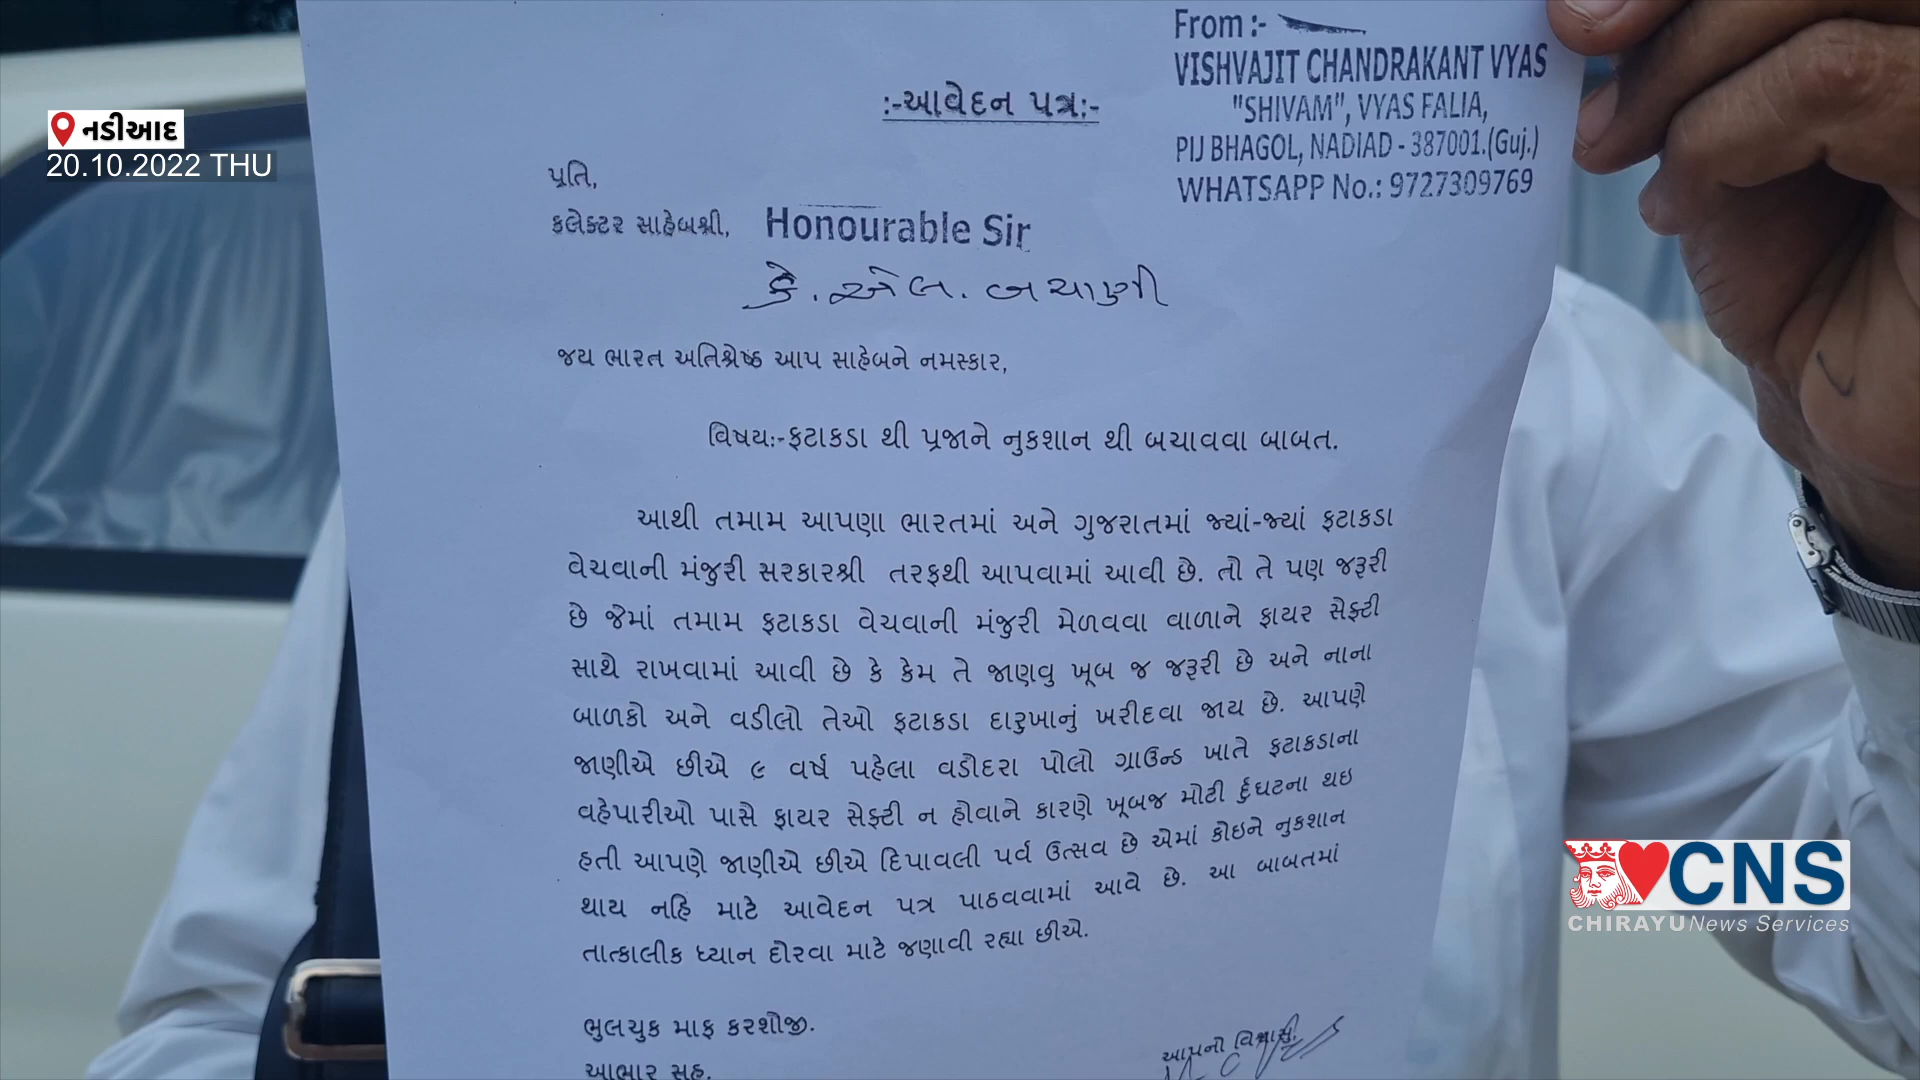 From :-
VISHVAJIT CHANDRAKANT VYAS
"SHIVAM", VYAS FALIA,
PIJ BHAGOL, NADIAD - 387001.(Guj.)
WHATSAPP No.: 9727309769
નડીઆદ
20.10.2022 THU
:-આવેદન પત્ર:-
પ્રતિ,
કલેક્ટર સાહેબશ્રી, Honourable Sir
કે. એલ. બચાણી
જય ભારત અતિશ્રેષ્ઠ આપ સાહેબને નમસ્કાર,
વિષય:-ફટાકડા થી પ્રજાને નુકશાન થી બચાવવા બાબત.
આથી તમામ આપણા ભારતમાં અને ગુજરાતમાં જ્યાં-જ્યાં ફટાકડા
વેચવાની મંજુરી સરકારશ્રી તરફથી આપવામાં આવી છે. તો તે પણ જરૂરી
છે જેમાં તમામ ફટાકડા વેચવાની મંજુરી મેળવવા વાળાને ફાયર સેફ્ટી
સાથે રાખવામાં આવી છે કે કેમ તે જાણવુ ખૂબ જ જરૂરી છે અને નાના
બાળકો અને વડીલો તેઓ ફટાકડા દારુખાનું ખરીદવા જાય છે. આપણે
જાણીએ છીએ ૯ વર્ષ પહેલા વડોદરા પોલો ગ્રાઉન્ડ ખાતે ફટાકડાના
વહેપારીઓ પાસે ફાયર સેફ્ટી ન હોવાને કારણે ખૂબજ મોટી દુર્ઘટના થઇ
હતી આપણે જાણીએ છીએ દિપાવલી પર્વ ઉત્સવ છે એમાં કોઇને નુકશાન
થાય નહિ માટે આવેદન પત્ર પાઠવવામાં આવે છે. આ બાબતમાં
તાત્કાલીક ધ્યાન દોરવા માટે જણાવી રહ્યા છીએ.
ભુલચુક માફ કરશોજી.
આભાર સહ.
આપનો વિશ્વાસુ,
CNS
CHIRAYU News Services